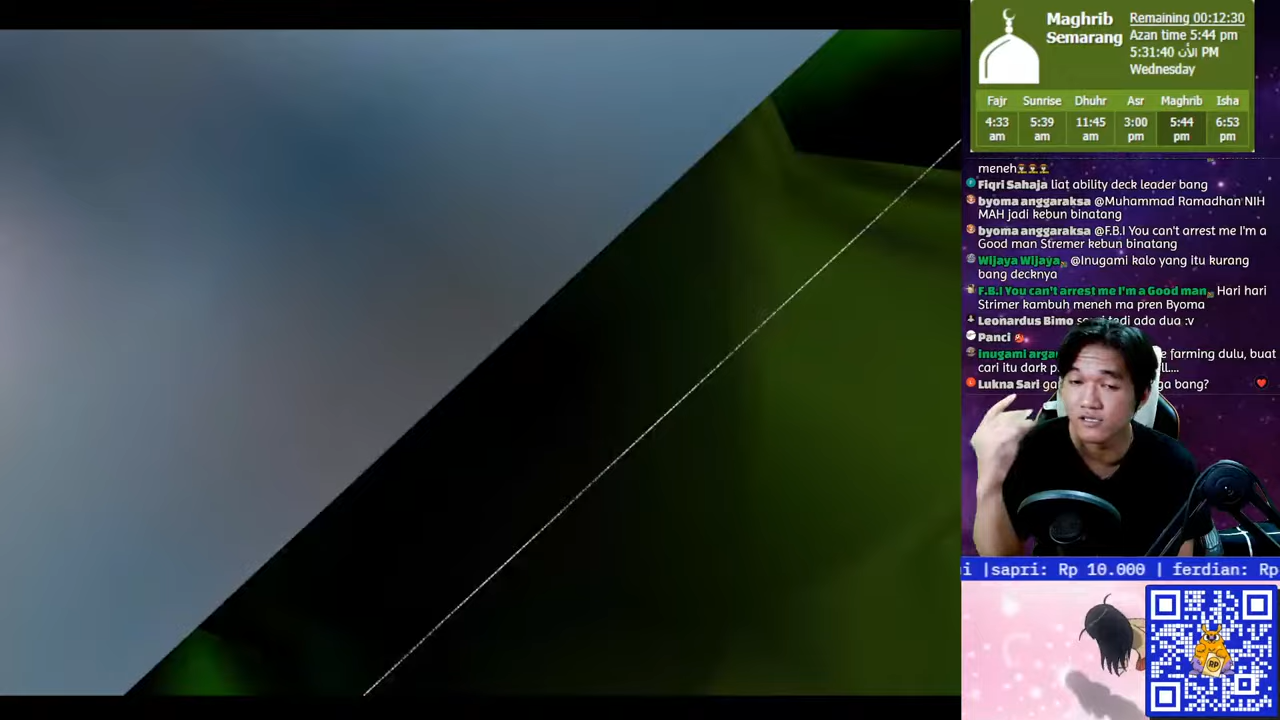 Maghrib
Semarang
Remaining 00:12:30
Azan time 5:44 pm
5:31:40 الأن PM
Wednesday
Fajr Sunrise Dhuhr Asr Maghrib Isha
4:33 am 5:39 am 11:45 am 3:00 pm 5:44 pm 6:53 pm
meneh
Fiqri Sahaja liat ability deck leader bang
byoma anggaraksa @Muhammad Ramadhan NIH
MAH jadi kebun binatang
byoma anggaraksa @F.B.I You can't arrest me I'm a
Good man Stremer kebun binatang
Wijaya Wijaya @Inugami kalo yang itu kurang
bang decknya
F.B.I You can't arrest me I'm a Good man Hari hari
Strimer kambuh meneh ma pren Byoma
Leonardus Bimo tadi ada dua :v
Panci
Inugami farming dulu, buat
cari itu dark
Lukna Sari ga bang?
|sapri: Rp 10.000 | ferdian: Rp
RP